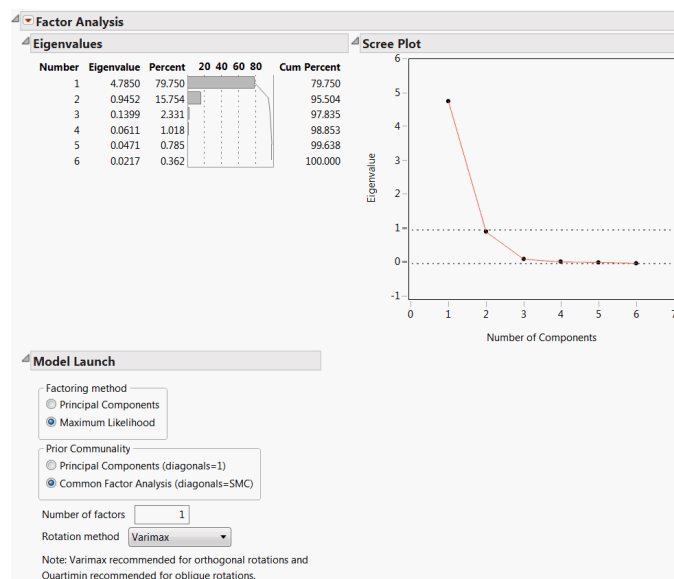 Factor Analysis
Eigenvalues
Number Eigenvalue Percent 20 40 60 80 Cum Percent
1 4.7850 79.750 79.750
2 0.9452 15.754 95.504
3 0.1399 2.331 97.835
4 0.0611 1.018 98.853
5 0.0471 0.785 99.638
6 0.0217 0.362 100.000
Scree Plot
6
5
4
3
2
1
0
-1
Eigenvalue
0 1 2 3 4 5 6 7
Number of Components
Model Launch
Factoring method
Principal Components
Maximum Likelihood
Prior Communality
Principal Components (diagonals=1)
Common Factor Analysis (diagonals=SMC)
Number of factors 1
Rotation method Varimax
Note: Varimax recommended for orthogonal rotations and
Quartimin recommended for oblique rotations.